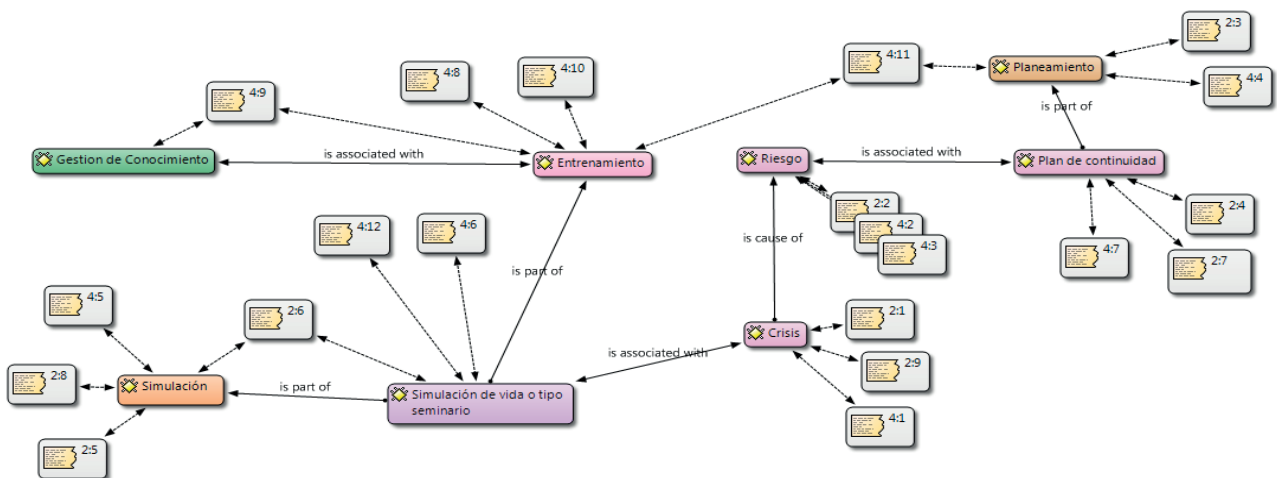 2:3
4:11
Planeamiento
4:8
4:10
4:4
4:9
is part of
is associated with
is associated with
Gestion de Conocimiento
Entrenamiento
Riesgo
Plan de continuidad
2:2
2:4
4:12
4:6
4:2
is cause of
4:3
4:7
2:7
is part of
4:5
2:6
2:1
Crisis
is associated with
2:9
2:8
Simulación
is part of
Simulación de vida o tipo
seminario
4:1
2:5